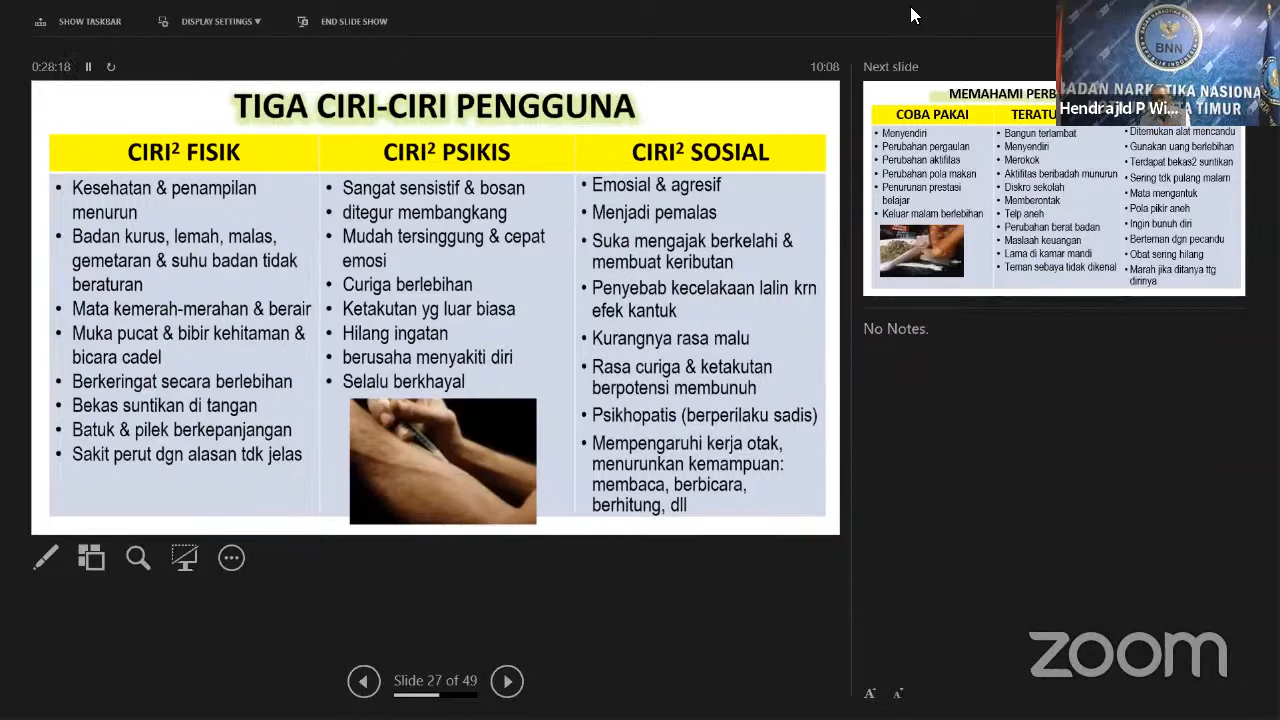 SHOW TASKBAR
DISPLAY SETTINGS
END SLIDE SHOW
0:28:18
10:08
TIGA CIRI-CIRI PENGGUNA
CIRI² FISIK
• Kesehatan & penampilan
menurun
• Badan kurus, lemah, malas,
gemetaran & suhu badan tidak
beraturan
• Mata kemerah-merahan & berair
• Muka pucat & bibir kehitaman &
bicara cadel
• Berkeringat secara berlebihan
• Bekas suntikan di tangan
• Batuk & pilek berkepanjangan
• Sakit perut dgn alasan tdk jelas
CIRI² PSIKIS
• Sangat sensistif & bosan
• ditegur membangkang
• Mudah tersinggung & cepat
emosi
• Curiga berlebihan
• Ketakutan yg luar biasa
• Hilang ingatan
• berusaha menyakiti diri
• Selalu berkhayal
CIRI² SOSIAL
• Emosial & agresif
• Menjadi pemalas
• Suka mengajak berkelahi &
membuat keributan
• Penyebab kecelakaan lalin krn
efek kantuk
• Kurangnya rasa malu
• Rasa curiga & ketakutan
berpotensi membunuh
• Psikhopatis (berperilaku sadis)
• Mempengaruhi kerja otak,
menurunkan kemampuan:
membaca, berbicara,
berhitung, dll
Slide 27 of 49
Next slide
MEMAHAMI PERB
COBA PAKAI
• Menyendiri
• Perubahan pergaulan
• Perubahan aktifitas
• Perubahan pola makan
• Penurunan prestasi
belajar
• Keluar malam berlebihan
TERATU
• Bangun terlambat
• Menyendiri
• Merokok
• Aktifitas beribadah munurun
• Diskro sekolah
• Memberontak
• Telp aneh
• Perubahan berat badan
• Maslaah keuangan
• Lama di kamar mandi
• Teman sebaya tidak dikenal
• Ditemukan alat mencandu
• Gunakan uang berlebihan
• Terdapat bekas2 suntikan
• Sering tdk pulang malam
• Mata mengantuk
• Pola pikir aneh
• Ingin bunuh diri
• Berteman dgn pecandu
• Obat sering hilang
• Marah jika ditanya ttg
dirinya
No Notes.
BNN
BADAN NARKOTIKA NASIONA
TIMUR
Hendrajld P Wi...
zoom
A
A